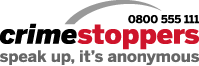 0800 555 111
crimestoppers
speak up, it's anonymous